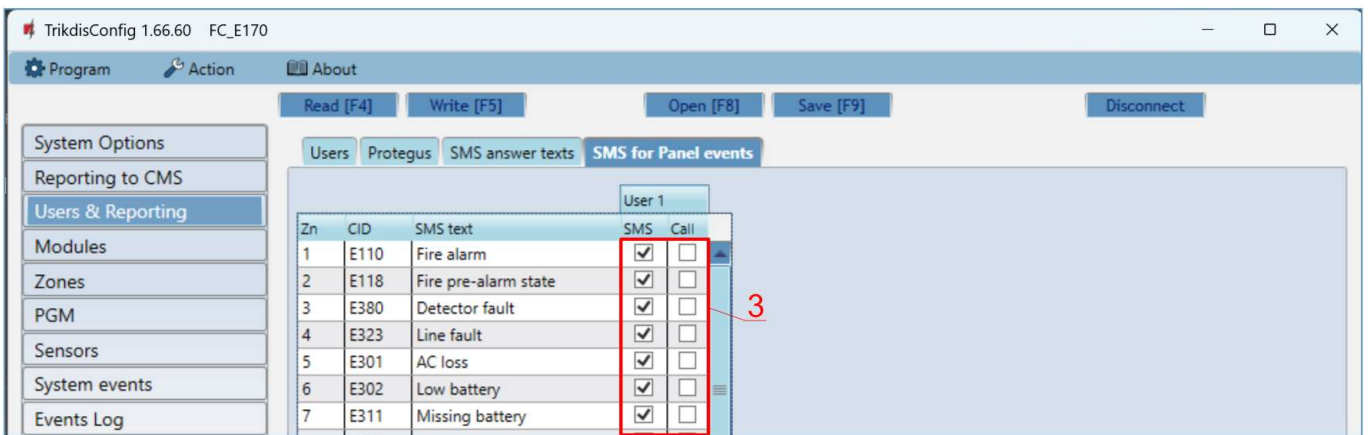 TrikdisConfig 1.66.60 FC_E170
Program Action About
Read [F4] Write [F5] Open [F8] Save [F9] Disconnect
System Options
Reporting to CMS
Users & Reporting
Modules
Zones
PGM
Sensors
System events
Events Log
Users Protegus SMS answer texts SMS for Panel events
User 1
Zn CID SMS text SMS Call
1 E110 Fire alarm
2 E118 Fire pre-alarm state
3 E380 Detector fault
4 E323 Line fault
5 E301 AC loss
6 E302 Low battery
7 E311 Missing battery
3